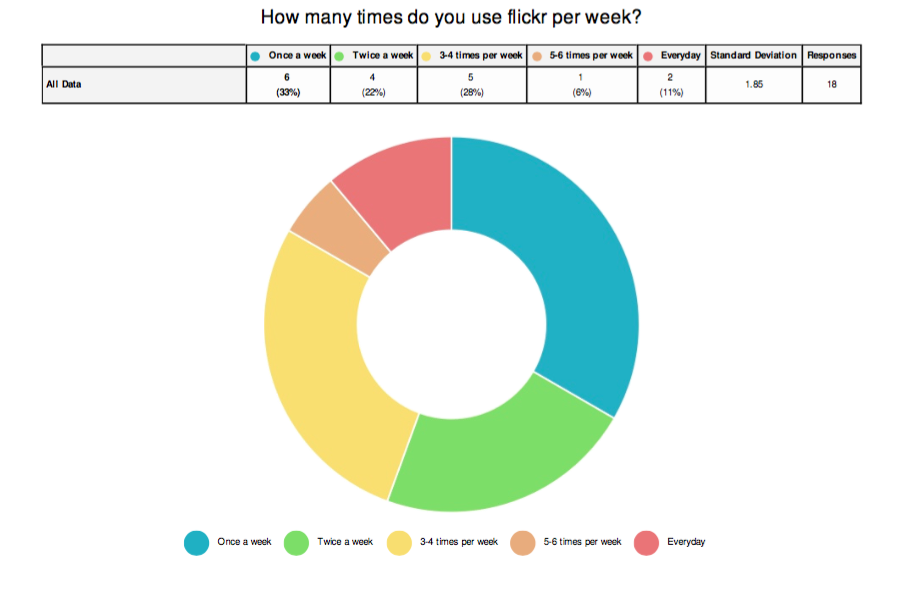 How many times do you use flickr per week?
Once a week Twice a week 3-4 times per week 5-6 times per week Everyday Standard Deviation Responses
All Data 6 4 5 1 2 1.85 18
(33%) (22%) (28%) (6%) (11%)
Once a week Twice a week 3-4 times per week 5-6 times per week Everyday